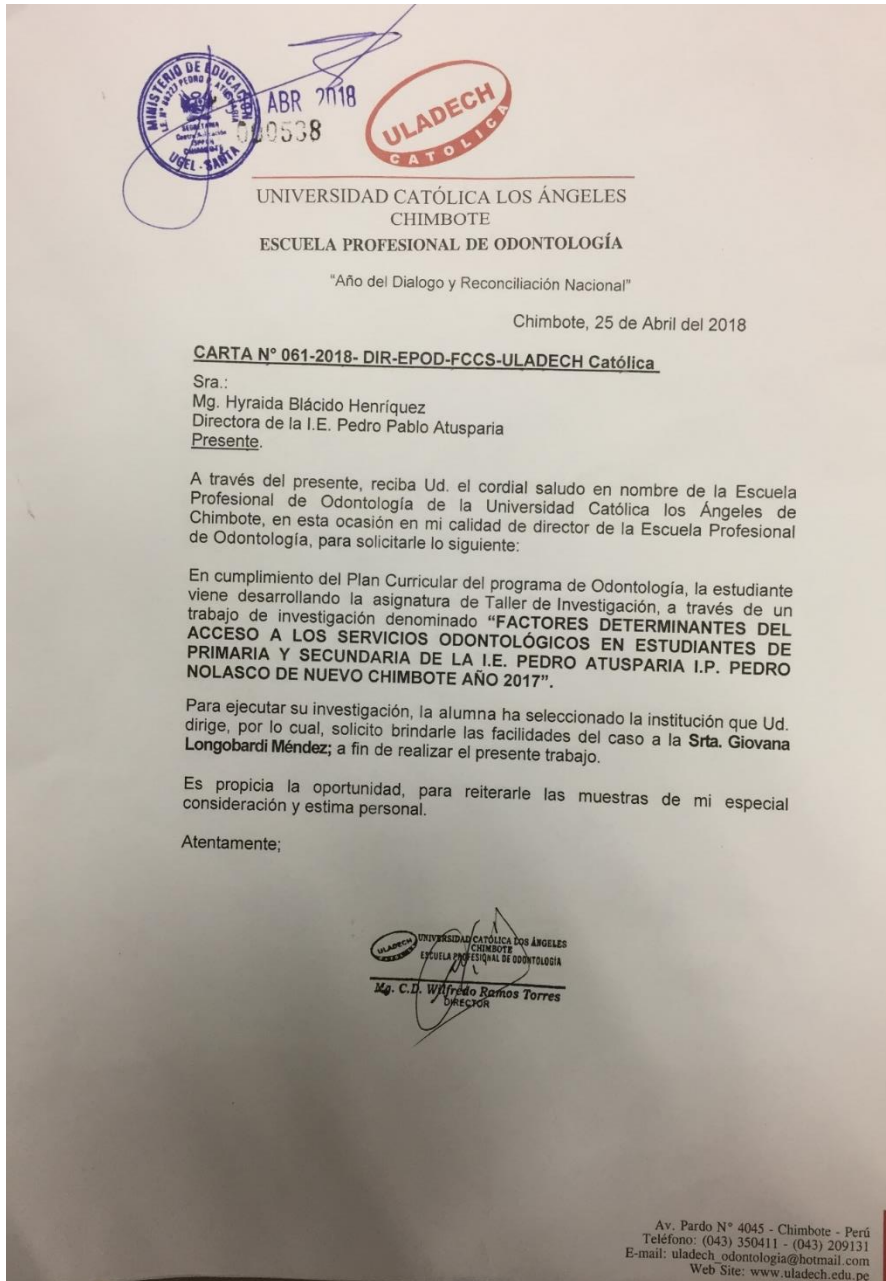 MINISTERIO DE EDUCACIÓN
UGEL - SANTA
ABR 2018
000538
ULADECH
CATOLICA
UNIVERSIDAD CATÓLICA LOS ÁNGELES
CHIMBOTE
ESCUELA PROFESIONAL DE ODONTOLOGÍA
"Año del Dialogo y Reconciliación Nacional"
Chimbote, 25 de Abril del 2018
CARTA N° 061-2018- DIR-EPOD-FCCS-ULADECH Católica
Sra.:
Mg. Hyraida Blácido Henríquez
Directora de la I.E. Pedro Pablo Atusparia
Presente.
A través del presente, reciba Ud. el cordial saludo en nombre de la Escuela
Profesional de Odontología de la Universidad Católica los Ángeles de
Chimbote, en esta ocasión en mi calidad de director de la Escuela Profesional
de Odontología, para solicitarle lo siguiente:
En cumplimiento del Plan Curricular del programa de Odontología, la estudiante
viene desarrollando la asignatura de Taller de Investigación, a través de un
trabajo de investigación denominado "FACTORES DETERMINANTES DEL
ACCESO A LOS SERVICIOS ODONTOLÓGICOS EN ESTUDIANTES DE
PRIMARIA Y SECUNDARIA DE LA I.E. PEDRO ATUSPARIA I.P. PEDRO
NOLASCO DE NUEVO CHIMBOTE AÑO 2017".
Para ejecutar su investigación, la alumna ha seleccionado la institución que Ud.
dirige, por lo cual, solicito brindarle las facilidades del caso a la Srta. Giovana
Longobardi Méndez; a fin de realizar el presente trabajo.
Es propicia la oportunidad, para reiterarle las muestras de mi especial
consideración y estima personal.
Atentamente;
ULADECH
UNIVERSIDAD CATÓLICA LOS ÁNGELES
CHIMBOTE
ESCUELA PROFESIONAL DE ODONTOLOGÍA
Mg. C.D. Wilfredo Ramos Torres
DIRECTOR
Av. Pardo N° 4045 - Chimbote - Perú
Teléfono: (043) 350411 - (043) 209131
E-mail: uladech_odontologia@hotmail.com
Web Site: www.uladech.edu.pe